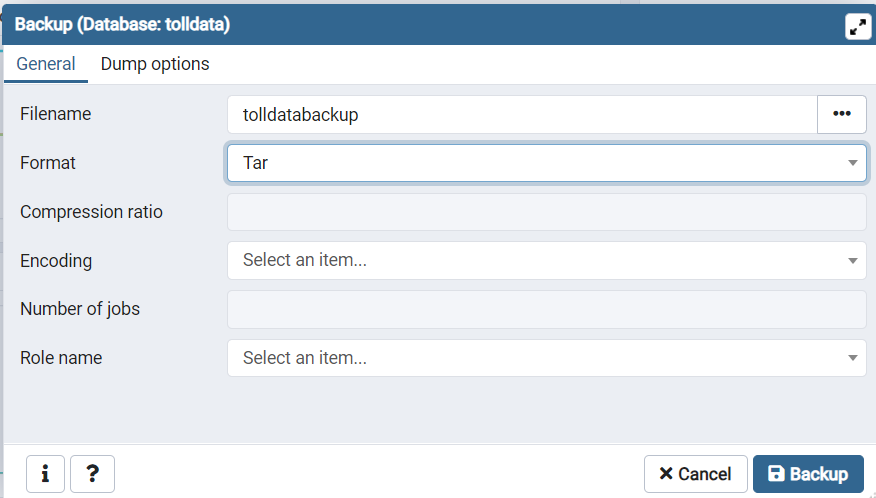 Backup (Database: tolldata)
General Dump options
Filename tolldatabackup •••
Format Tar
Compression ratio
Encoding Select an item...
Number of jobs
Role name Select an item...
i ? Cancel Backup